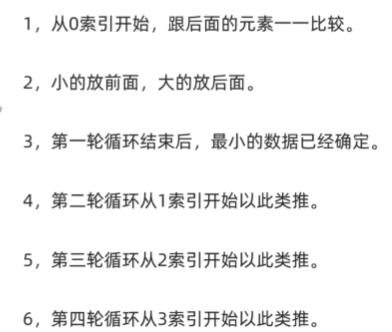 1，从0索引开始，跟后面的元素一一比较。
2，小的放前面，大的放后面。
3，第一轮循环结束后，最小的数据已经确定。
4，第二轮循环从1索引开始以此类推。
5，第三轮循环从2索引开始以此类推。
6，第四轮循环从3索引开始以此类推。